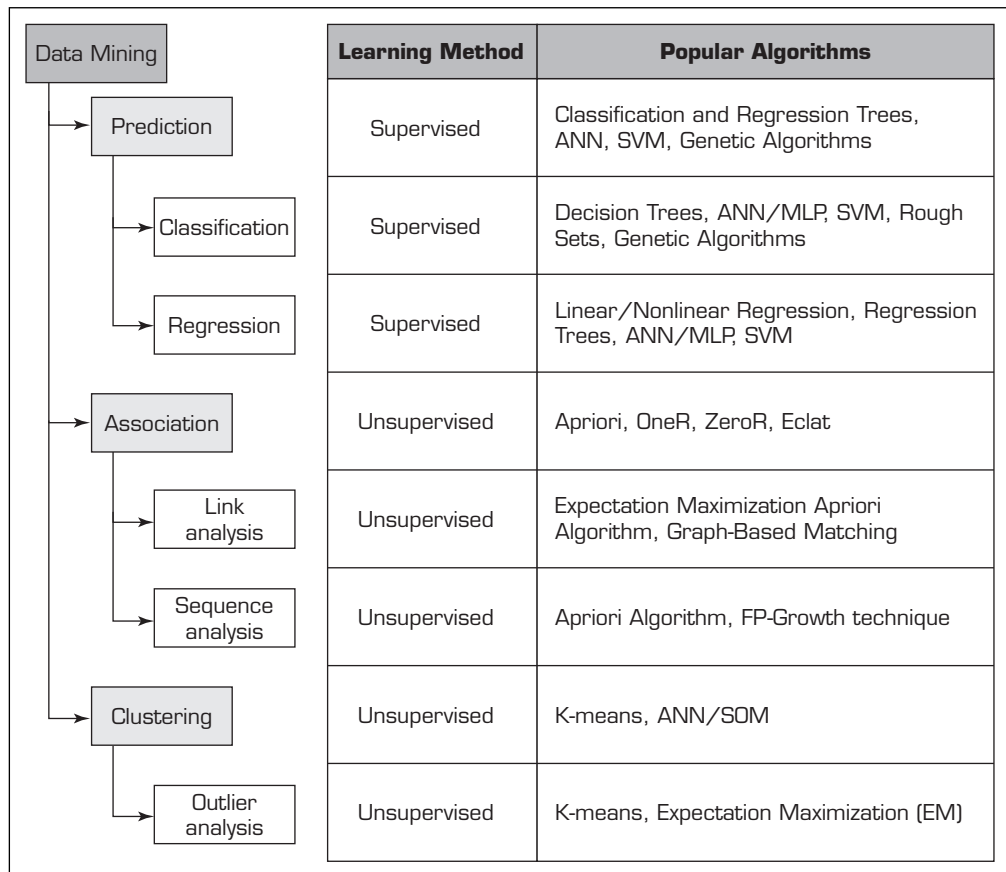 Data Mining
Learning Method
Popular Algorithms
Prediction
Supervised
Classification and Regression Trees,
ANN, SVM, Genetic Algorithms
Classification
Supervised
Decision Trees, ANN/MLP, SVM, Rough
Sets, Genetic Algorithms
Regression
Supervised
Linear/Nonlinear Regression, Regression
Trees, ANN/MLP, SVM
Association
Unsupervised
Apriori, OneR, ZeroR, Eclat
Link
analysis
Unsupervised
Expectation Maximization Apriori
Algorithm, Graph-Based Matching
Sequence
analysis
Unsupervised
Apriori Algorithm, FP-Growth technique
Clustering
Unsupervised
K-means, ANN/SOM
Outlier
analysis
Unsupervised
K-means, Expectation Maximization (EM)